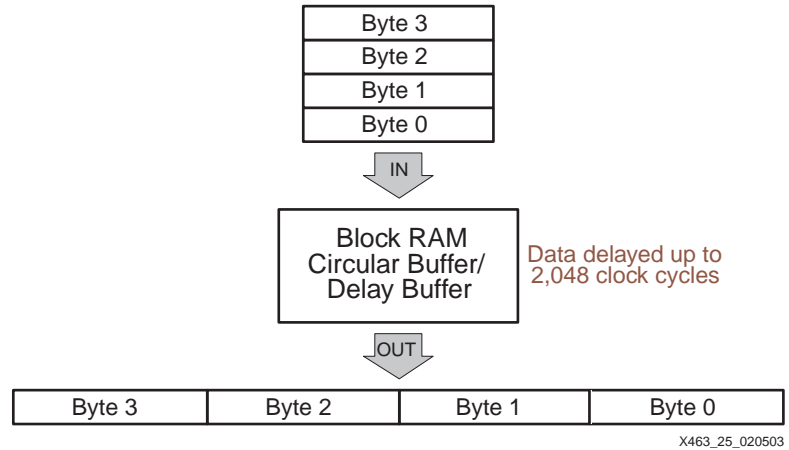 Byte 3
Byte 2
Byte 1
Byte 0
IN
Block RAM
Circular Buffer/
Delay Buffer
Data delayed up to
2,048 clock cycles
OUT
Byte 3 Byte 2 Byte 1 Byte 0
X463_25_020503